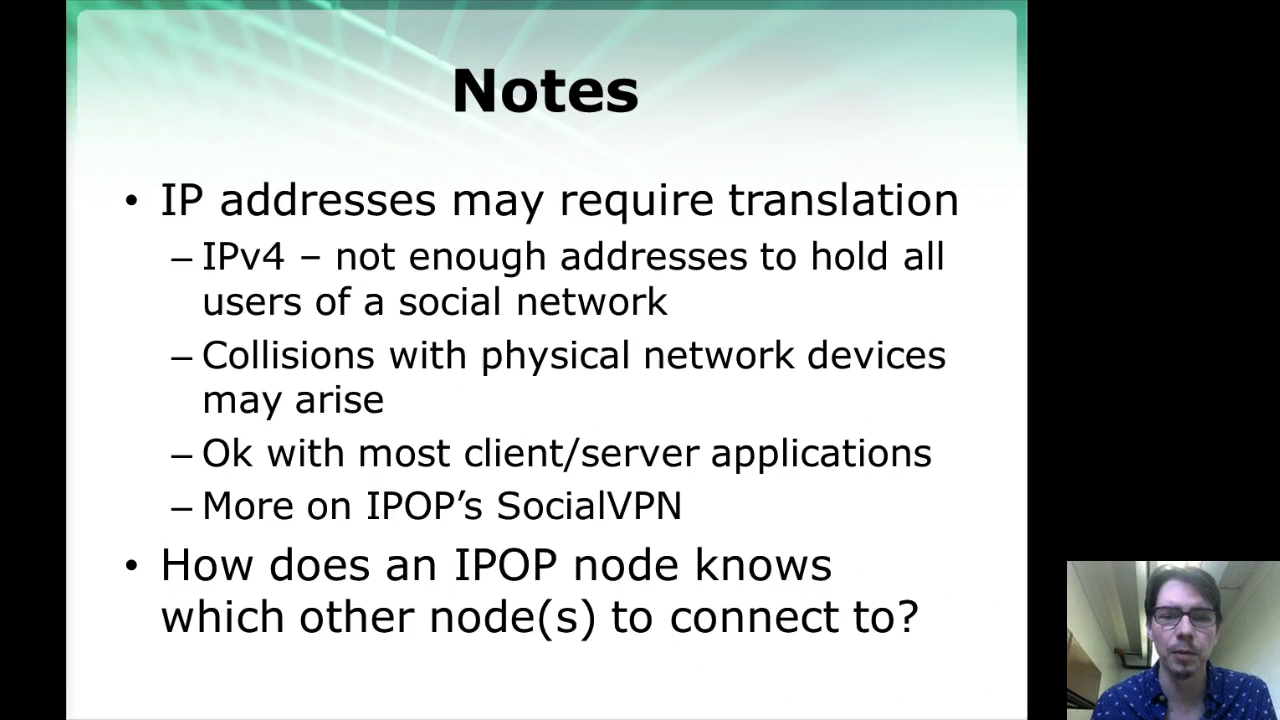 Notes
• IP addresses may require translation
– IPv4 – not enough addresses to hold all
users of a social network
– Collisions with physical network devices
may arise
– Ok with most client/server applications
– More on IPOP’s SocialVPN
• How does an IPOP node knows
which other node(s) to connect to?